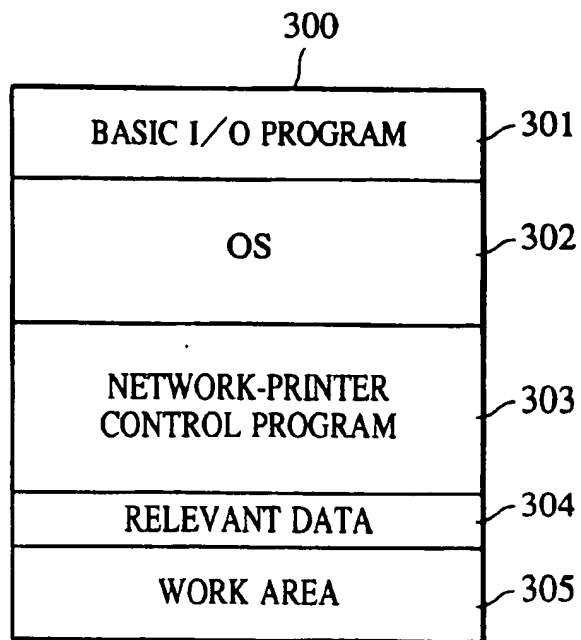 300
BASIC I/O PROGRAM
301
OS
302
NETWORK-PRINTER
CONTROL PROGRAM
303
RELEVANT DATA
304
WORK AREA
305